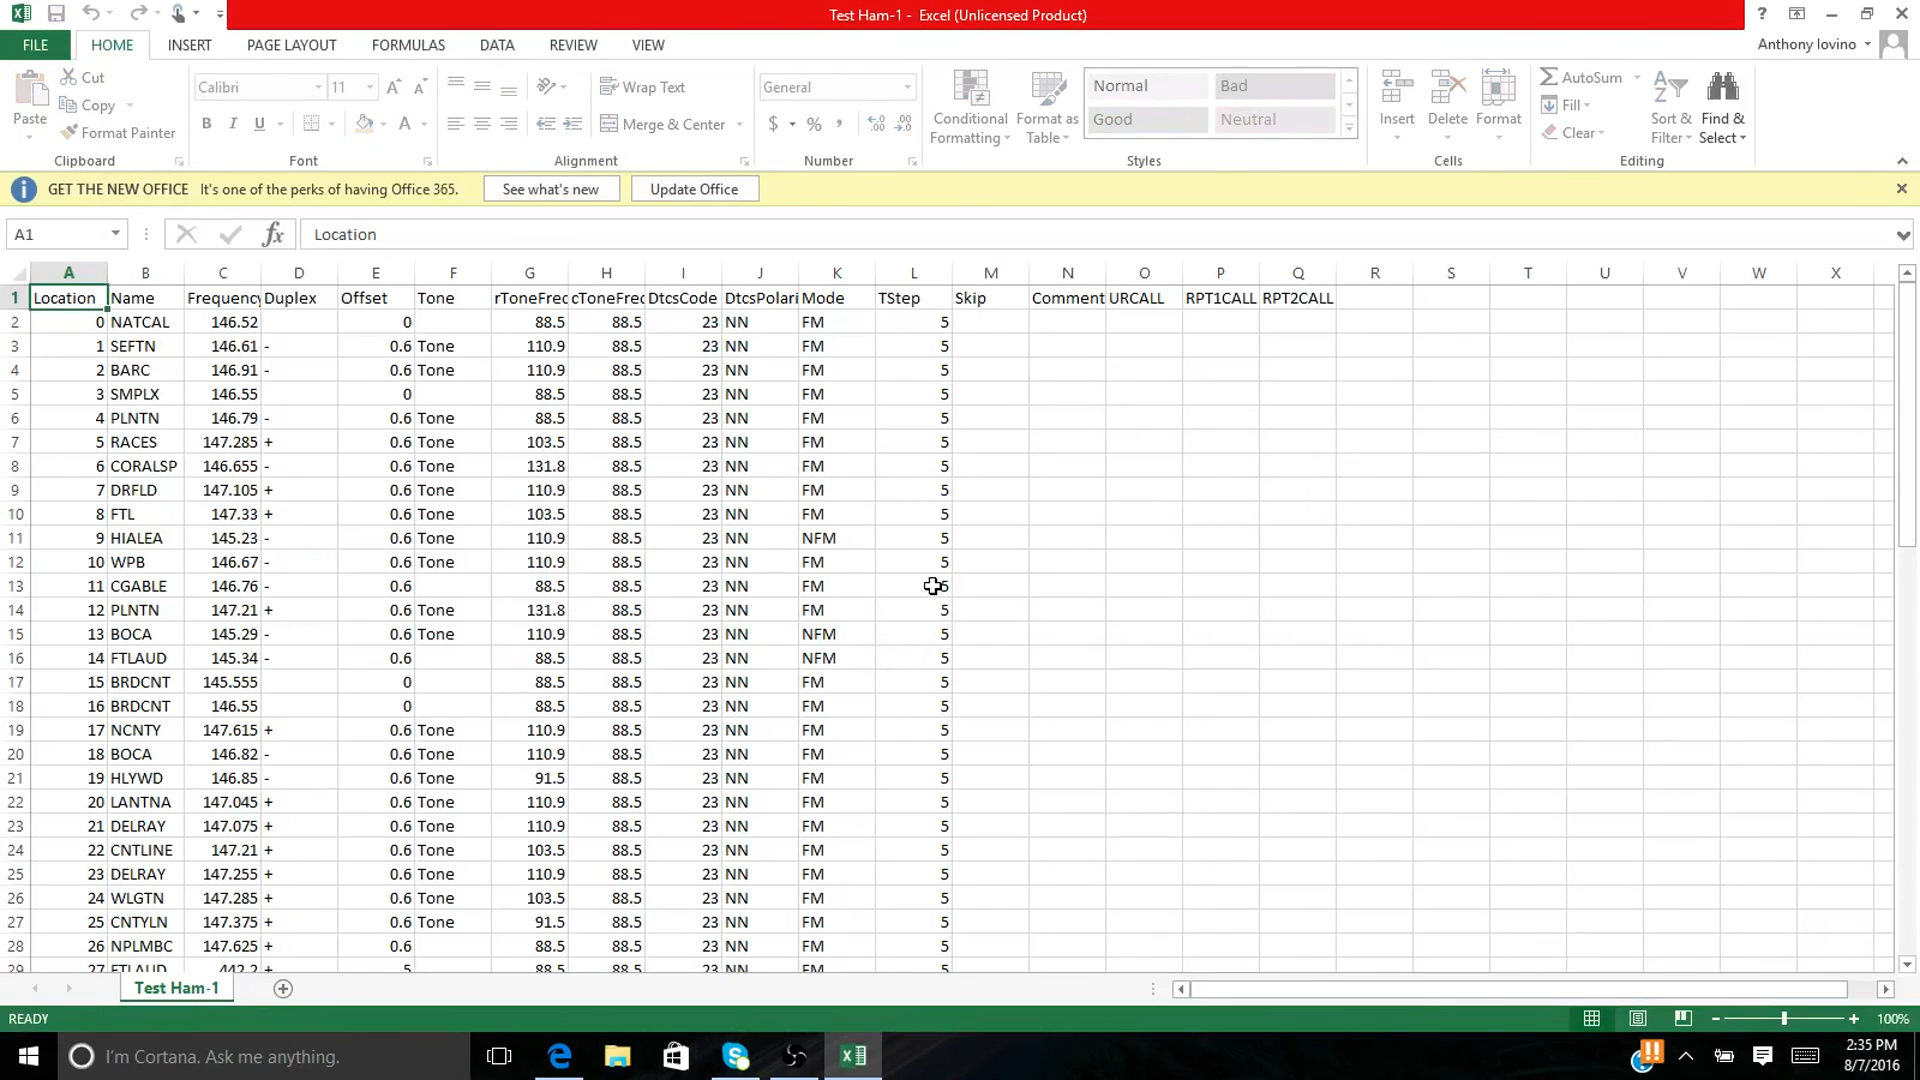 Test Ham-1 - Excel (Unlicensed Product)
FILE HOME INSERT PAGE LAYOUT FORMULAS DATA REVIEW VIEW Anthony Iovino
Cut
Copy
Format Painter
Paste
Clipboard
Calibri 11
B I U
Font
Wrap Text
Merge & Center
Alignment
General
$ % ,
Number
Conditional Formatting
Format as Table
Normal Bad
Good Neutral
Styles
Insert Delete Format
Cells
AutoSum
Fill
Clear
Sort & Filter
Find & Select
Editing
GET THE NEW OFFICE It's one of the perks of having Office 365. See what's new Update Office
A1 fx Location
A B C D E F G H I J K L M N O P Q R S T U V W X
1 Location Name Frequency Duplex Offset Tone rToneFreq cToneFreq DtcsCode DtcsPolari Mode TStep Skip Comment URCALL RPT1CALL RPT2CALL
2 0 NATCAL 146.52 0 88.5 88.5 23 NN FM 5
3 1 SEFTN 146.61 - 0.6 Tone 110.9 88.5 23 NN FM 5
4 2 BARC 146.91 - 0.6 Tone 110.9 88.5 23 NN FM 5
5 3 SMPLX 146.55 0 88.5 88.5 23 NN FM 5
6 4 PLNTN 146.79 - 0.6 Tone 88.5 88.5 23 NN FM 5
7 5 RACES 147.285 + 0.6 Tone 103.5 88.5 23 NN FM 5
8 6 CORALSP 146.655 - 0.6 Tone 131.8 88.5 23 NN FM 5
9 7 DRFLD 147.105 + 0.6 Tone 110.9 88.5 23 NN FM 5
10 8 FTL 147.33 + 0.6 Tone 103.5 88.5 23 NN FM 5
11 9 HIALEA 145.23 - 0.6 Tone 110.9 88.5 23 NN NFM 5
12 10 WPB 146.67 - 0.6 Tone 110.9 88.5 23 NN FM 5
13 11 CGABLE 146.76 - 0.6 88.5 88.5 23 NN FM 5
14 12 PLNTN 147.21 + 0.6 Tone 131.8 88.5 23 NN FM 5
15 13 BOCA 145.29 - 0.6 Tone 110.9 88.5 23 NN NFM 5
16 14 FTLAUD 145.34 - 0.6 88.5 88.5 23 NN NFM 5
17 15 BRDCNT 145.555 0 88.5 88.5 23 NN FM 5
18 16 BRDCNT 146.55 0 88.5 88.5 23 NN FM 5
19 17 NCNTY 147.615 + 0.6 Tone 110.9 88.5 23 NN FM 5
20 18 BOCA 146.82 - 0.6 Tone 110.9 88.5 23 NN FM 5
21 19 HLYWD 146.85 - 0.6 Tone 91.5 88.5 23 NN FM 5
22 20 LANTNA 147.045 + 0.6 Tone 110.9 88.5 23 NN FM 5
23 21 DELRAY 147.075 + 0.6 Tone 110.9 88.5 23 NN FM 5
24 22 CNTLINE 147.21 + 0.6 Tone 103.5 88.5 23 NN FM 5
25 23 DELRAY 147.255 + 0.6 Tone 110.9 88.5 23 NN FM 5
26 24 WLGTN 147.285 + 0.6 Tone 103.5 88.5 23 NN FM 5
27 25 CNTYLN 147.375 + 0.6 Tone 91.5 88.5 23 NN FM 5
28 26 NPLMBC 147.625 + 0.6 88.5 88.5 23 NN FM 5
29 27 FTLAUD 442.2 + 5 88.5 88.5 23 NN FM 5
Test Ham-1
READY 100%
I'm Cortana. Ask me anything. 2:35 PM
8/7/2016